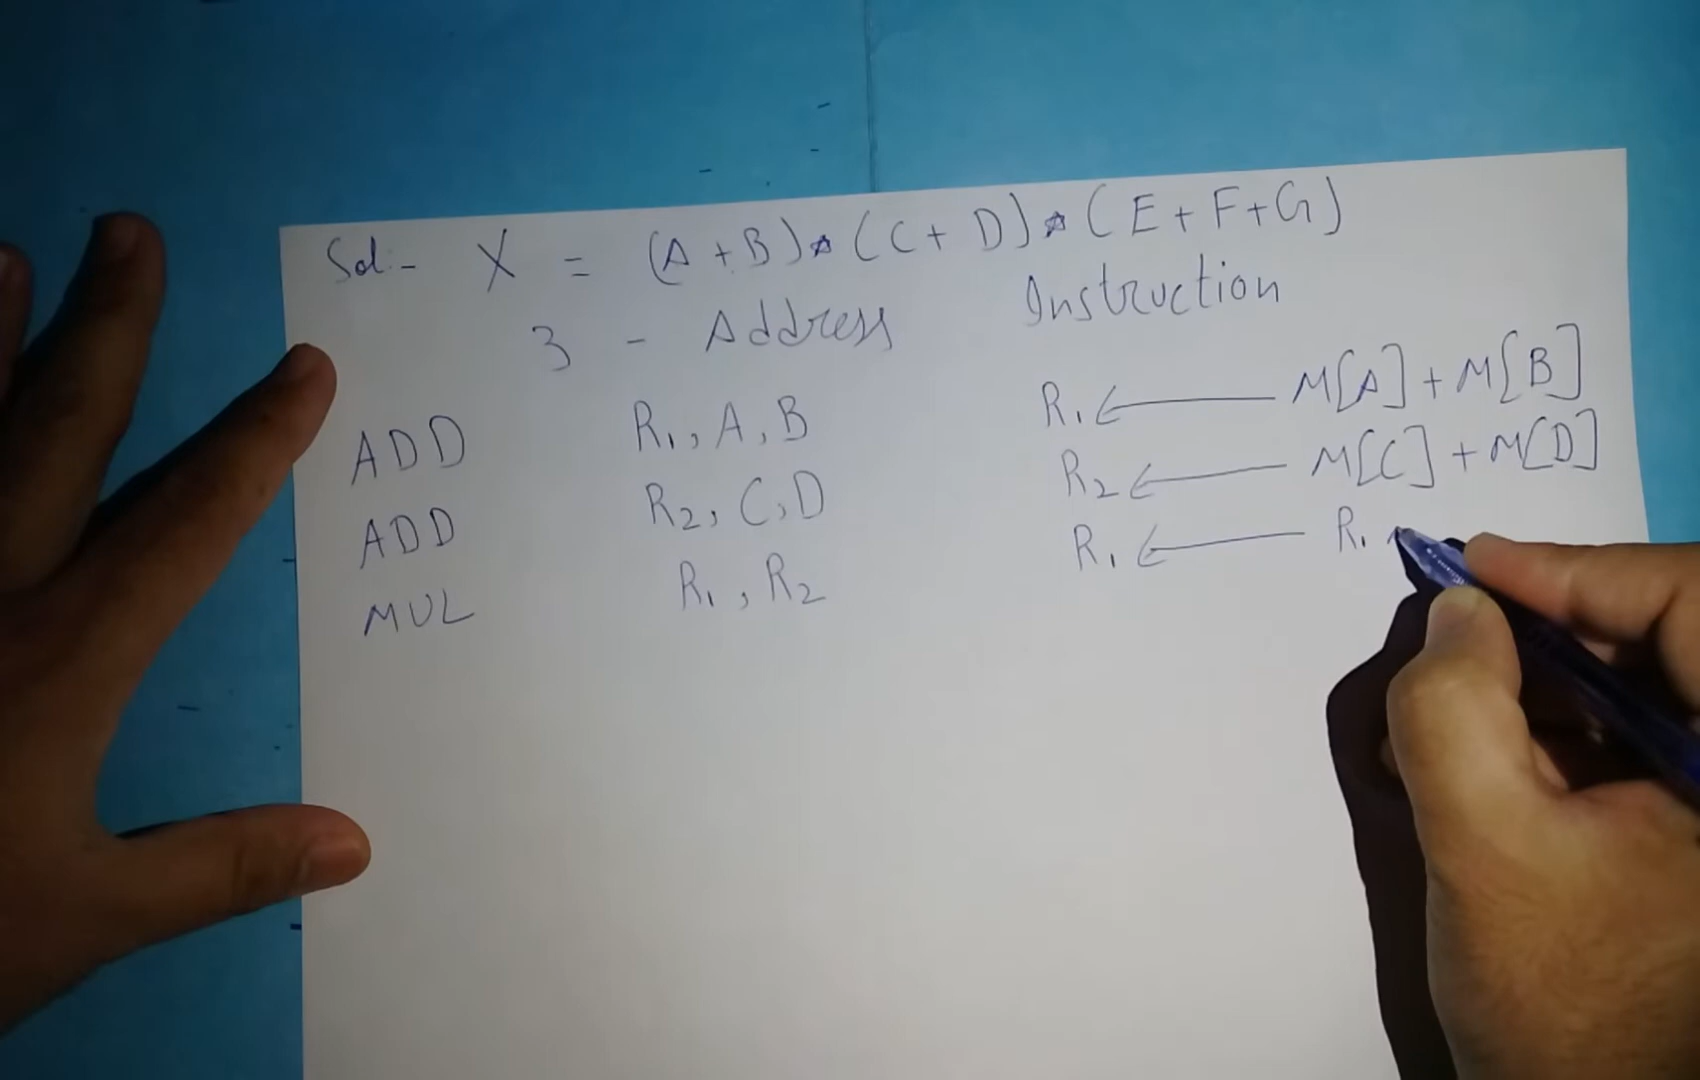 Sol:- X = (A + B) * (C + D) * (E + F + G)
3 - Address Instruction
ADD R1, A, B R1 ← M[A] + M[B]
ADD R2, C, D R2 ← M[C] + M[D]
MUL R1, R2 R1 ← R1